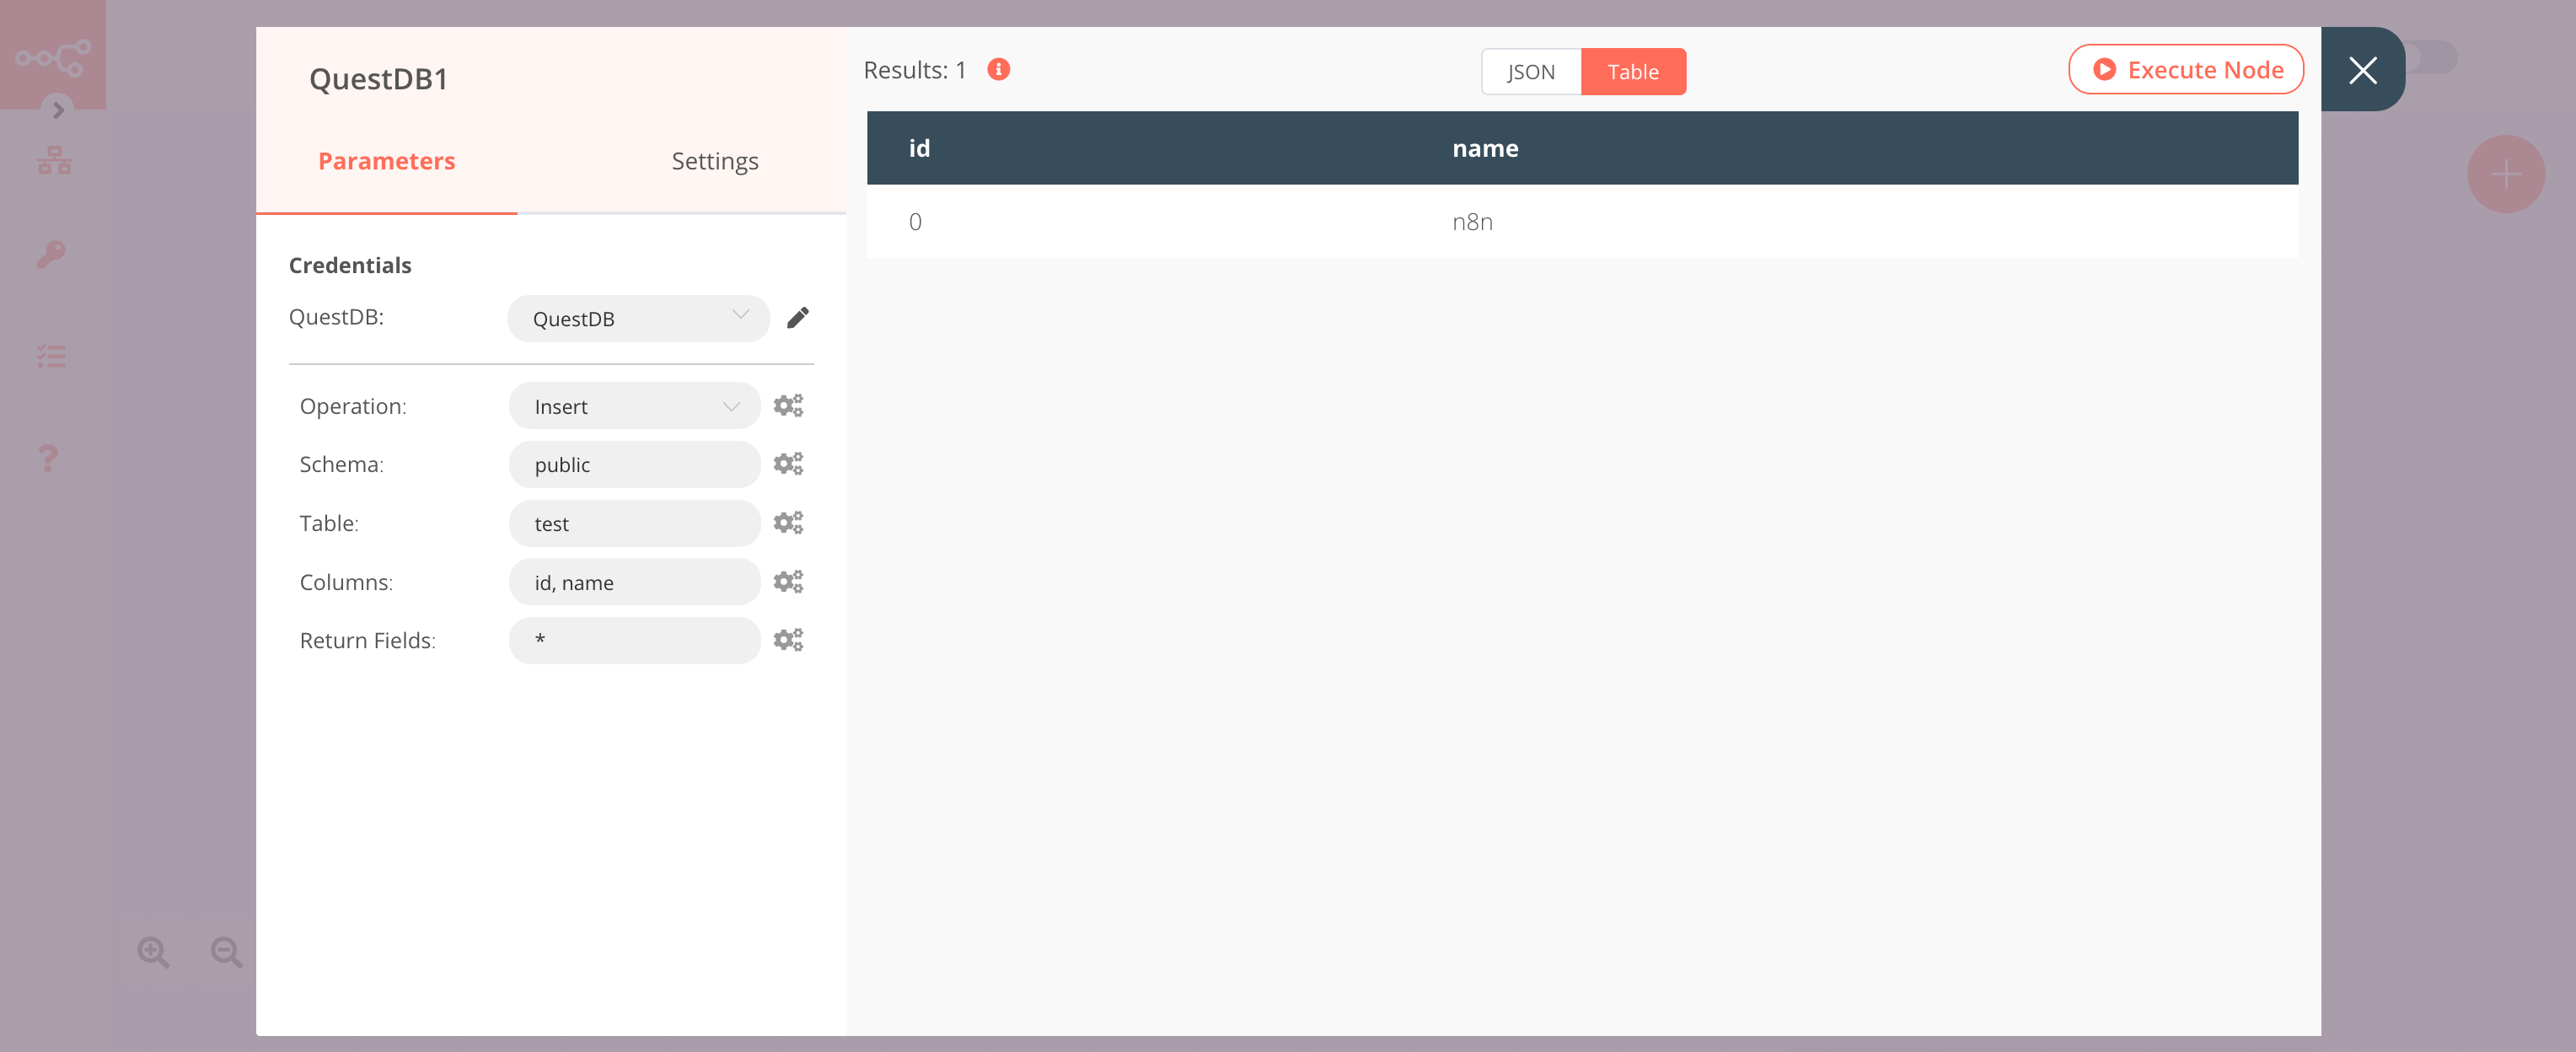 QuestDB1
Parameters
Settings
Credentials
QuestDB:
QuestDB
Operation:
Insert
Schema:
public
Table:
test
Columns:
id, name
Return Fields:
*
Results: 1
JSON
Table
Execute Node
id
name
0
n8n